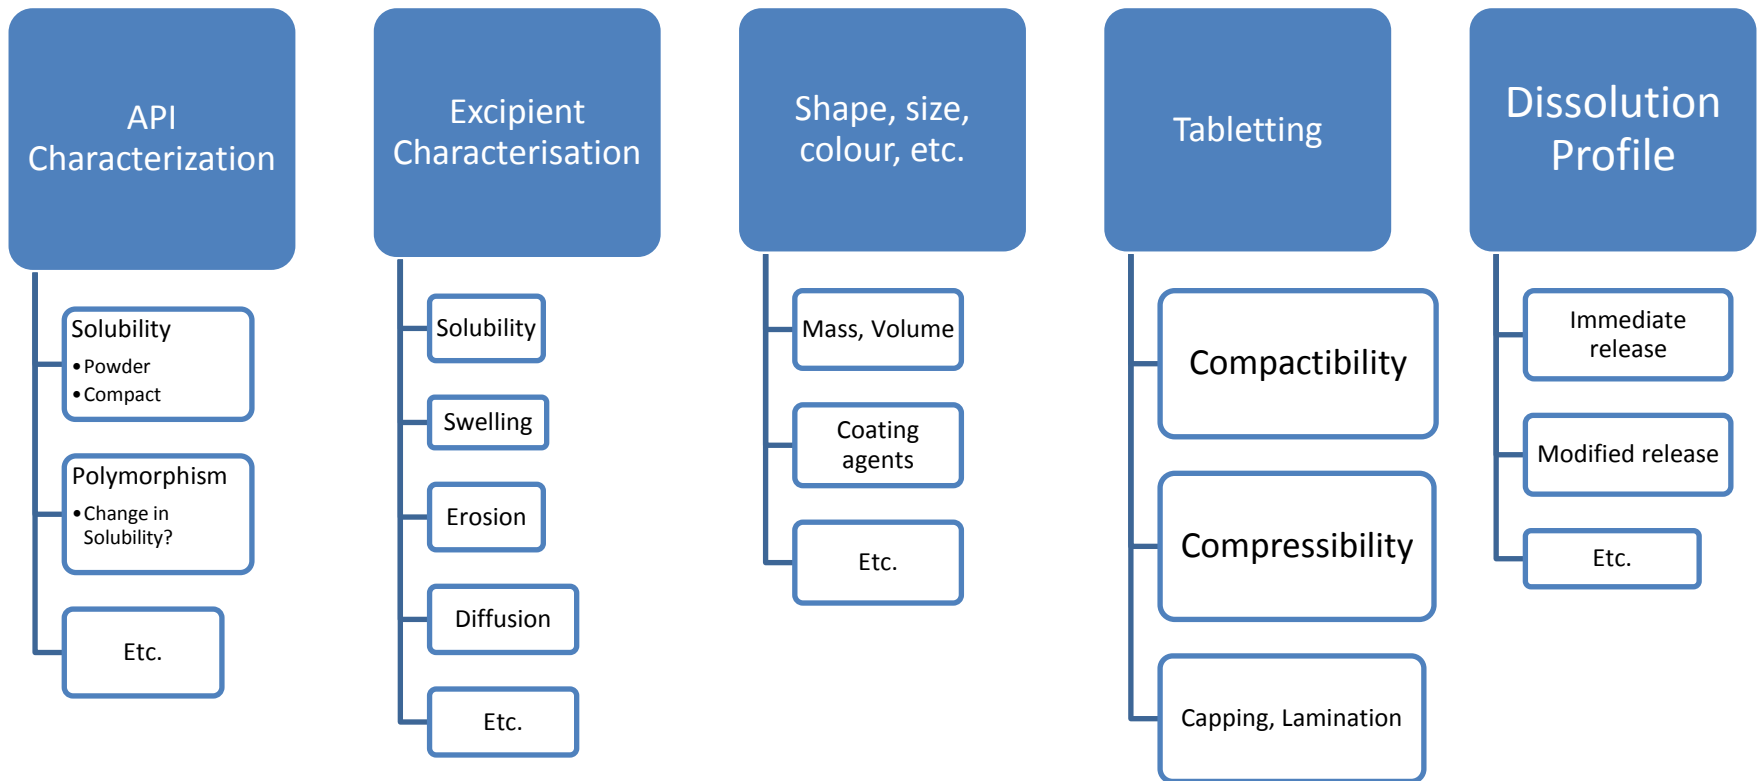 API
Characterization
Solubility
•Powder
•Compact
Polymorphism
•Change in
Solubility?
Etc.
Excipient
Characterisation
Solubility
Swelling
Erosion
Diffusion
Etc.
Shape, size,
colour, etc.
Mass, Volume
Coating
agents
Etc.
Tabletting
Compactibility
Compressibility
Capping, Lamination
Dissolution
Profile
Immediate
release
Modified release
Etc.